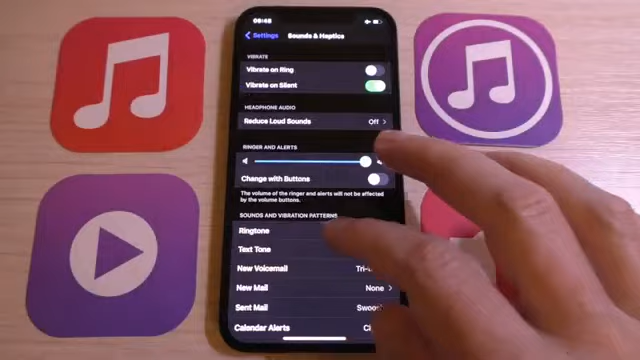 08:48
Settings
Sounds & Haptics
VIBRATE
Vibrate on Ring
Vibrate on Silent
HEADPHONE AUDIO
Reduce Loud Sounds
Off
RINGER AND ALERTS
Change with Buttons
The volume of the ringer and alerts will not be affected
by the volume buttons.
SOUNDS AND VIBRATION PATTERNS
Ringtone
Text Tone
New Voicemail
New Mail
None
Sent Mail
Calendar Alerts